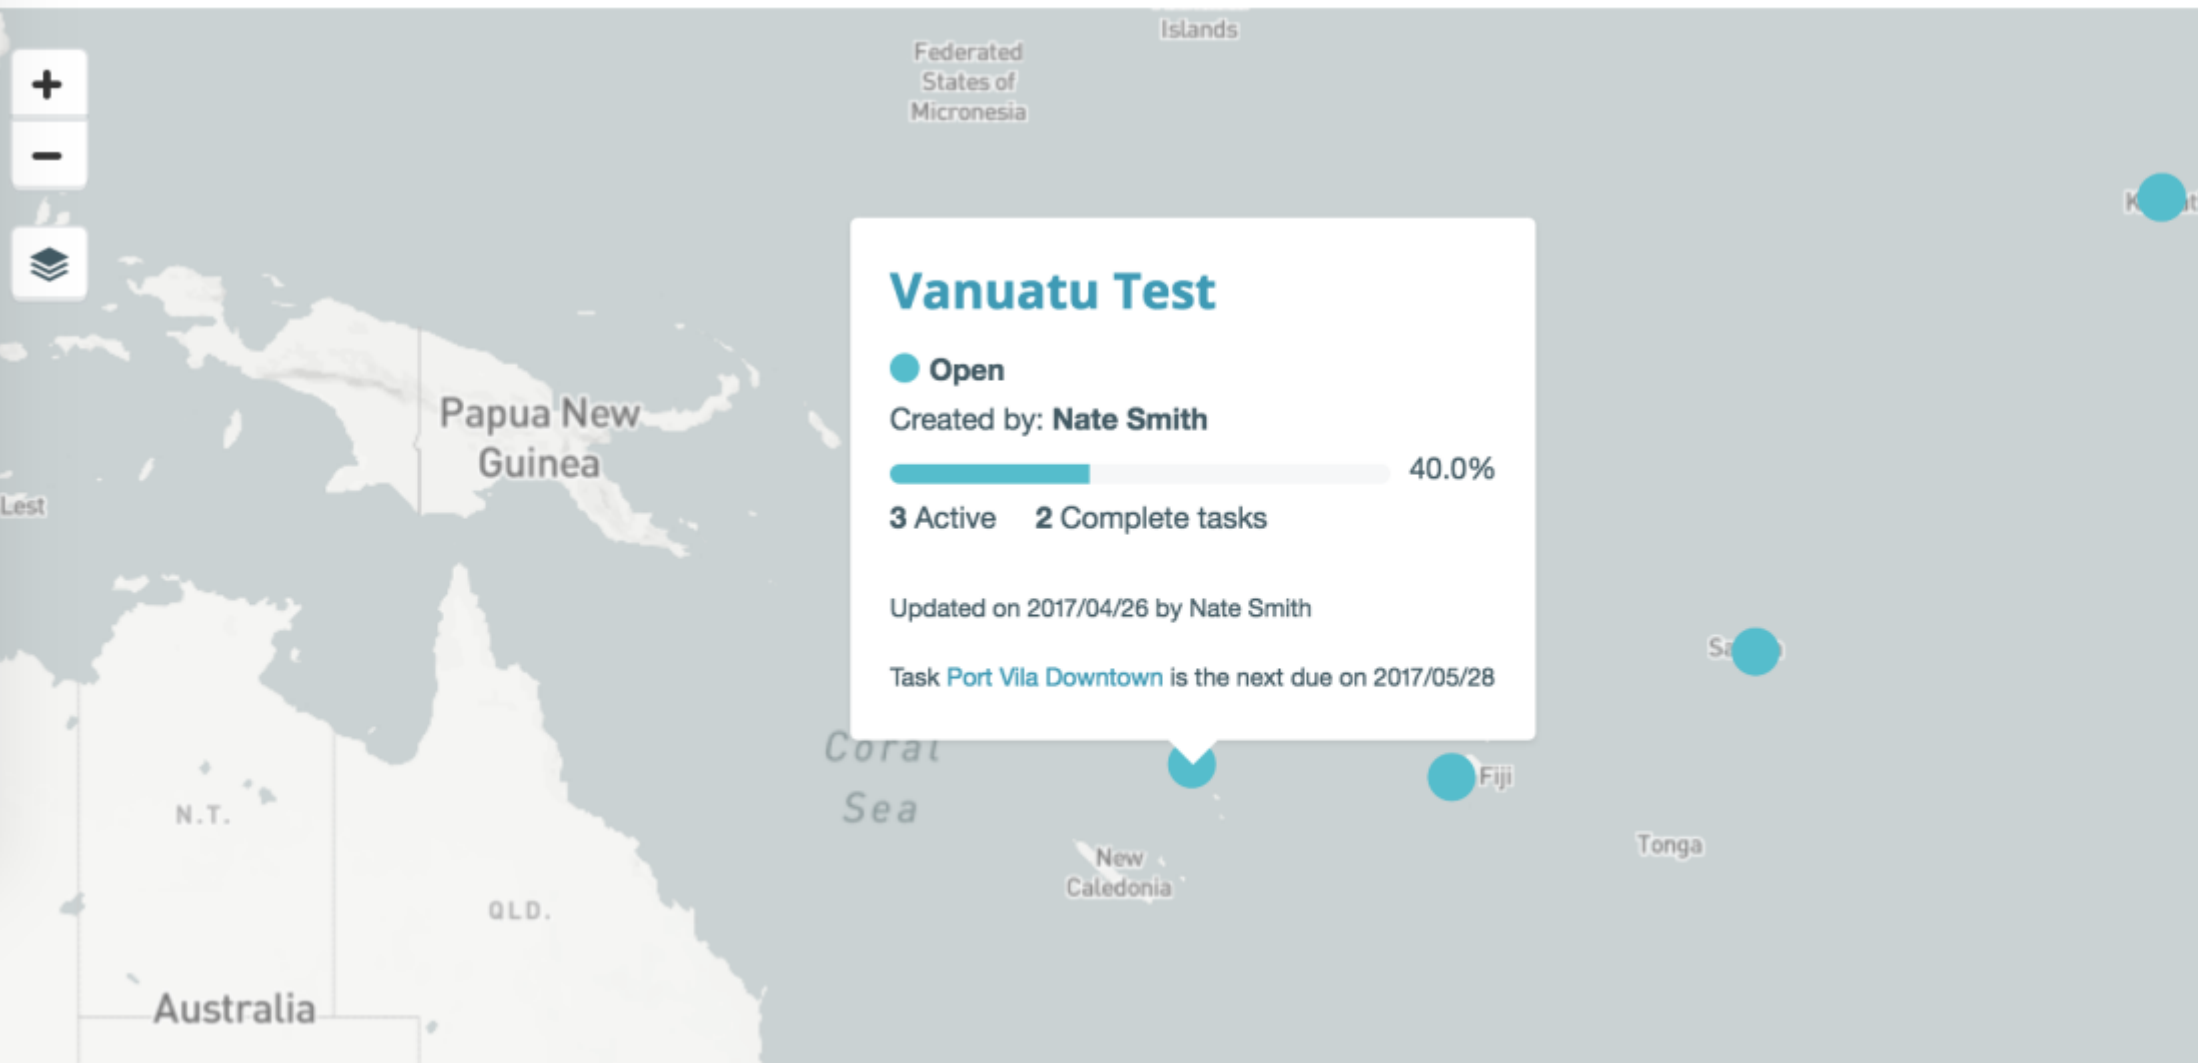 Islands
Federated
States of
Micronesia
Vanuatu Test
Open
Created by: Nate Smith
40.0%
3 Active 2 Complete tasks
Updated on 2017/04/26 by Nate Smith
Task Port Vila Downtown is the next due on 2017/05/28
Papua New
Guinea
Lest
Coral
Sea
Fiji
Tonga
New
Caledonia
N.T.
QLD.
Australia